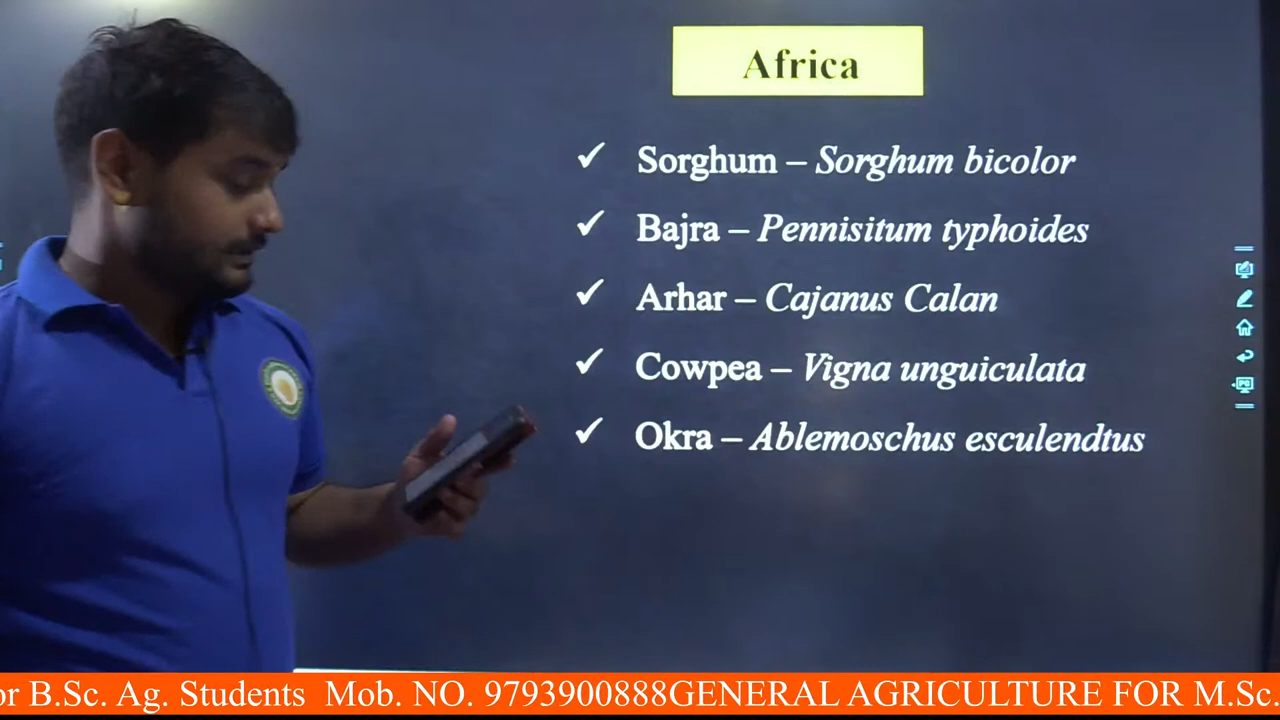 Africa
✓ Sorghum – Sorghum bicolor
✓ Bajra – Pennisitum typhoides
✓ Arhar – Cajanus Calan
✓ Cowpea – Vigna unguiculata
✓ Okra – Ablemoschus esculendtus
or B.Sc. Ag. Students Mob. NO. 9793900888GENERAL AGRICULTURE FOR M.Sc.